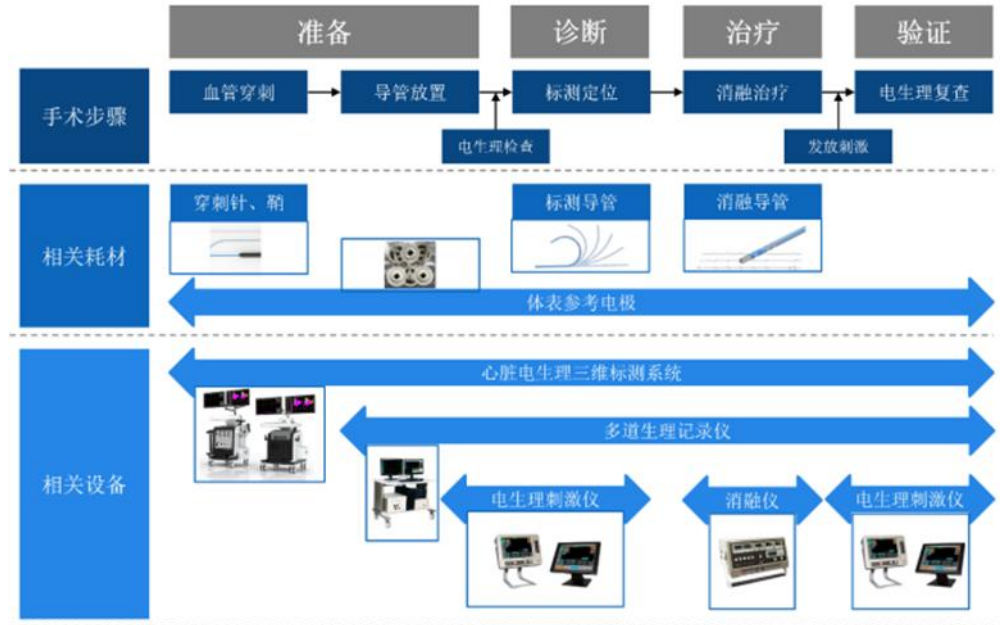 准备
诊断
治疗
验证
手术步骤
血管穿刺
导管放置
标测定位
消融治疗
电生理复查
电生理检查
发放刺激
相关耗材
穿刺针、鞘
标测导管
消融导管
体表参考电极
相关设备
心脏电生理三维标测系统
多道生理记录仪
电生理刺激仪
消融仪
电生理刺激仪